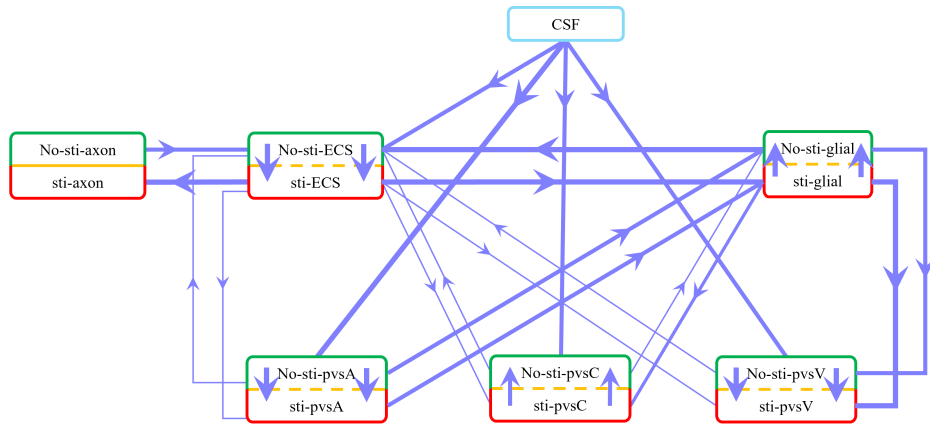 CSF
No-sti-axon
sti-axon
No-sti-ECS
sti-ECS
No-sti-glial
sti-glial
No-sti-pvsA
sti-pvsA
No-sti-pvsC
sti-pvsC
No-sti-pvsV
sti-pvsV